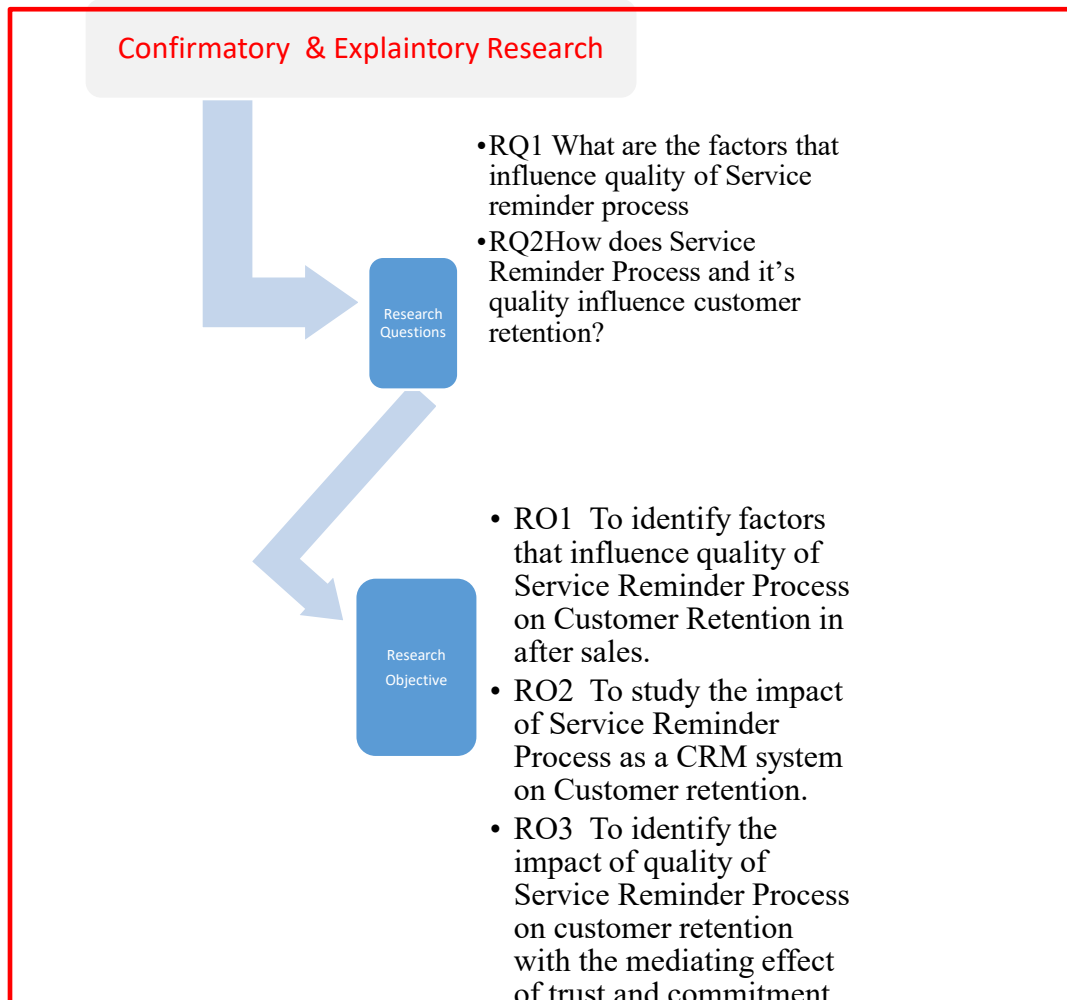 Confirmatory & Explaintory Research
•RQ1 What are the factors that
influence quality of Service
reminder process
•RQ2How does Service
Reminder Process and it’s
quality influence customer
retention?
Research
Questions
• RO1 To identify factors
that influence quality of
Service Reminder Process
on Customer Retention in
after sales.
• RO2 To study the impact
of Service Reminder
Process as a CRM system
on Customer retention.
• RO3 To identify the
impact of quality of
Service Reminder Process
on customer retention
with the mediating effect
of trust and commitment
Research
Objective